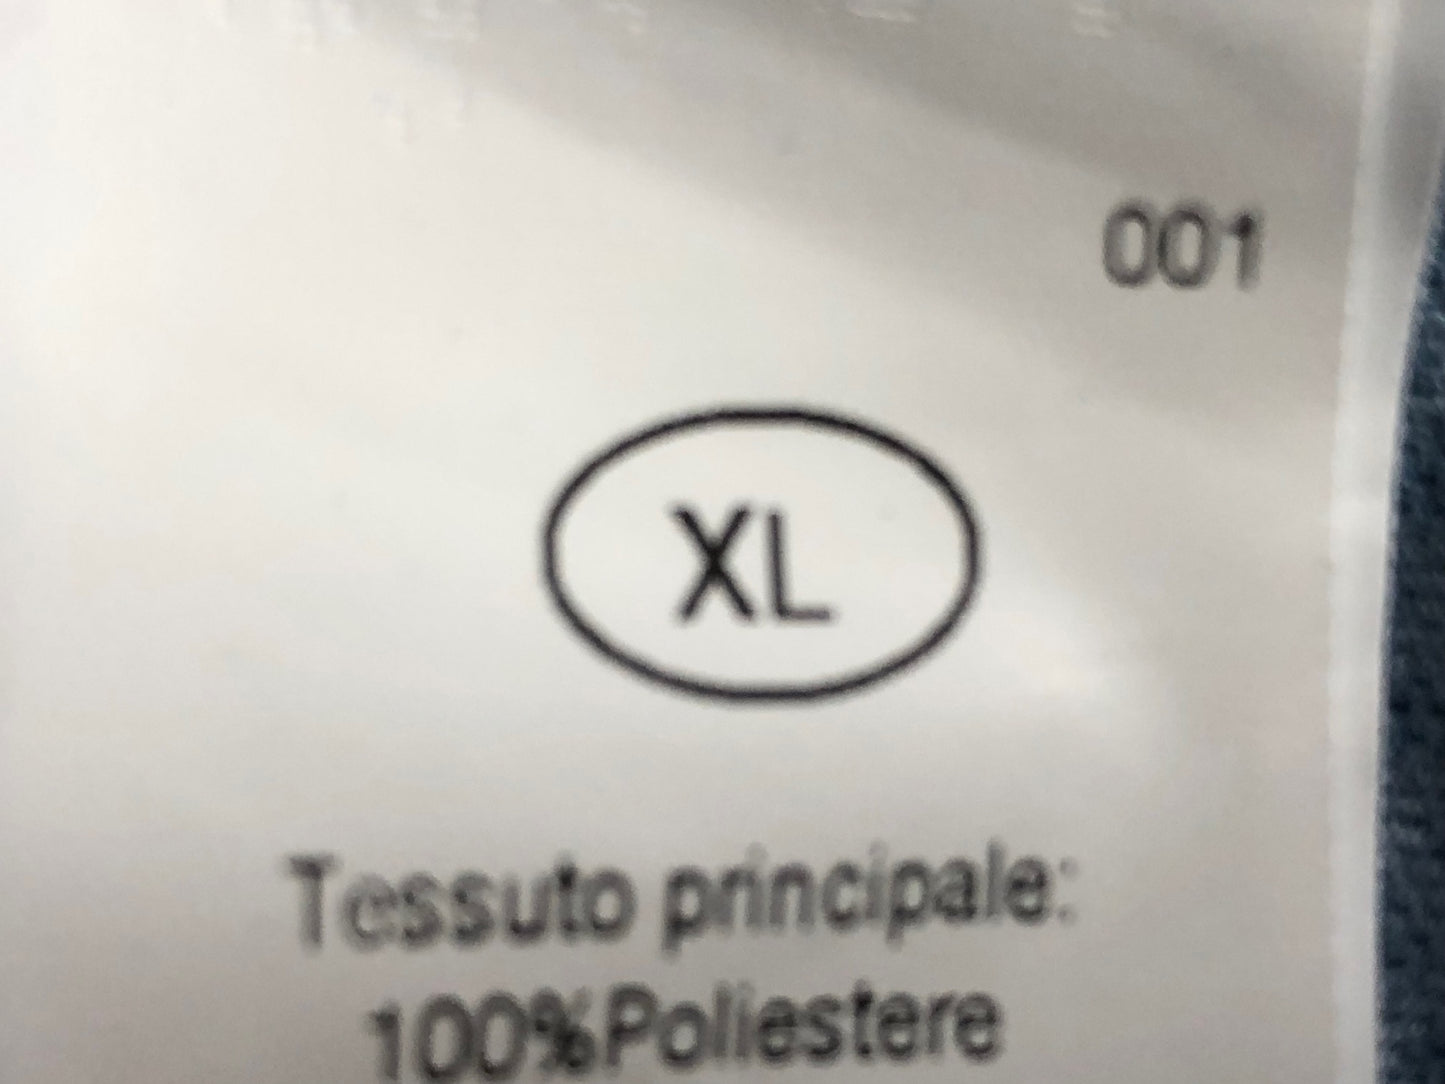 001
XL
Tessuto principale:
100%Poliestere